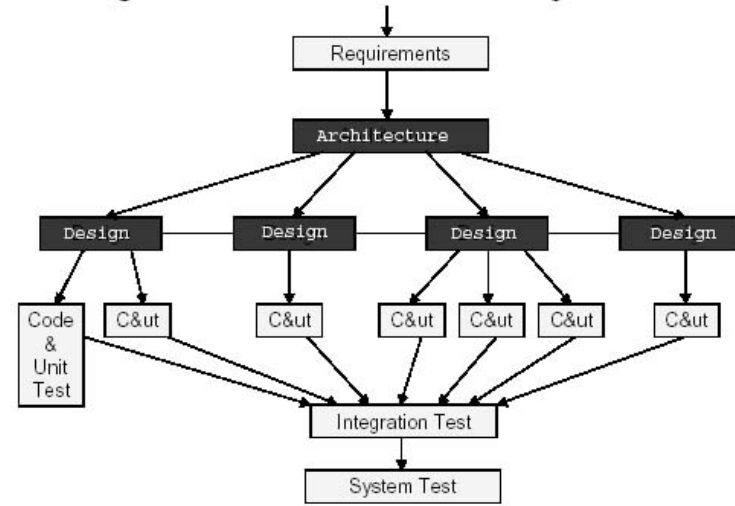 Requirements
Architecture
Design
Design
Design
Design
Code
&
Unit
Test
C&ut
C&ut
C&ut
C&ut
C&ut
C&ut
Integration Test
System Test